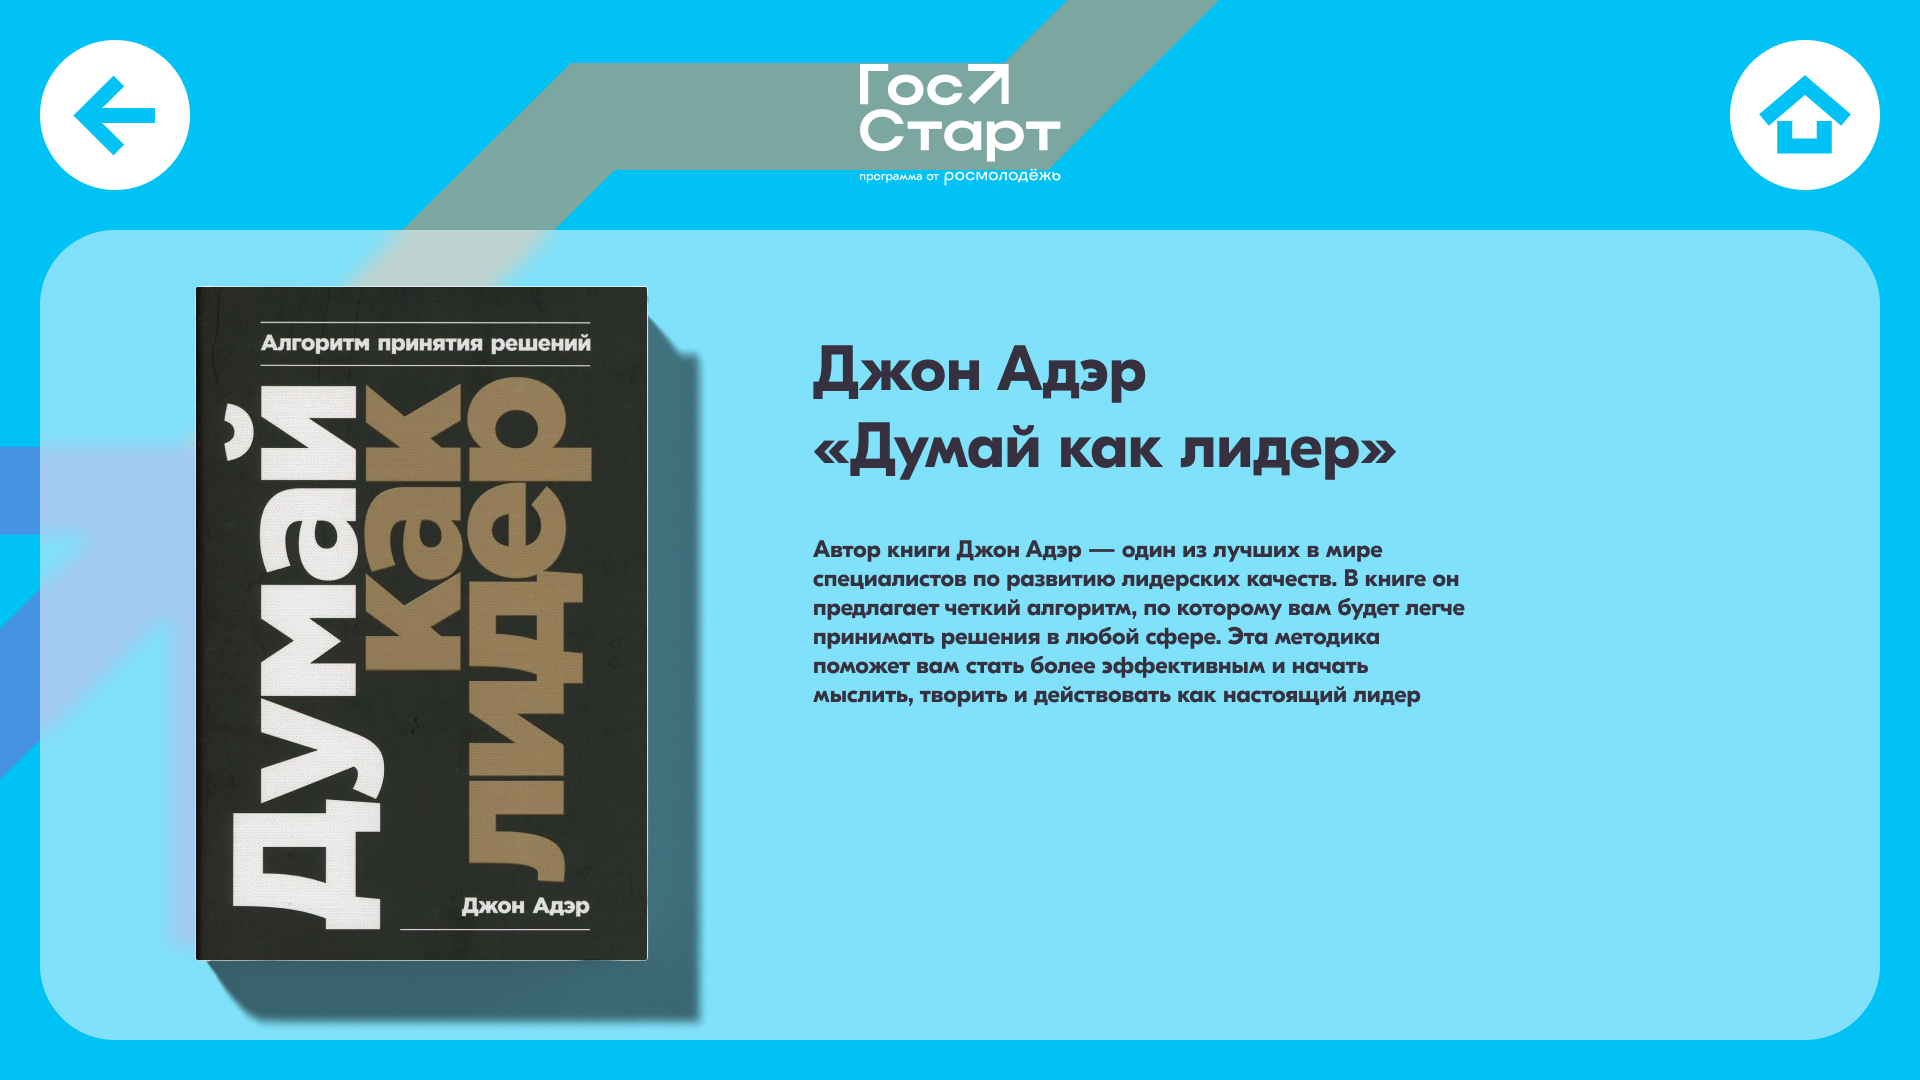 Гос
Старт
программа от росмолодёжь
Алгоритм принятия решений
Думай
как
лидер
Джон Адэр
Джон Адэр
«Думай как лидер»
Автор книги Джон Адэр — один из лучших в мире
специалистов по развитию лидерских качеств. В книге он
предлагает четкий алгоритм, по которому вам будет легче
принимать решения в любой сфере. Эта методика
поможет вам стать более эффективным и начать
мыслить, творить и действовать как настоящий лидер